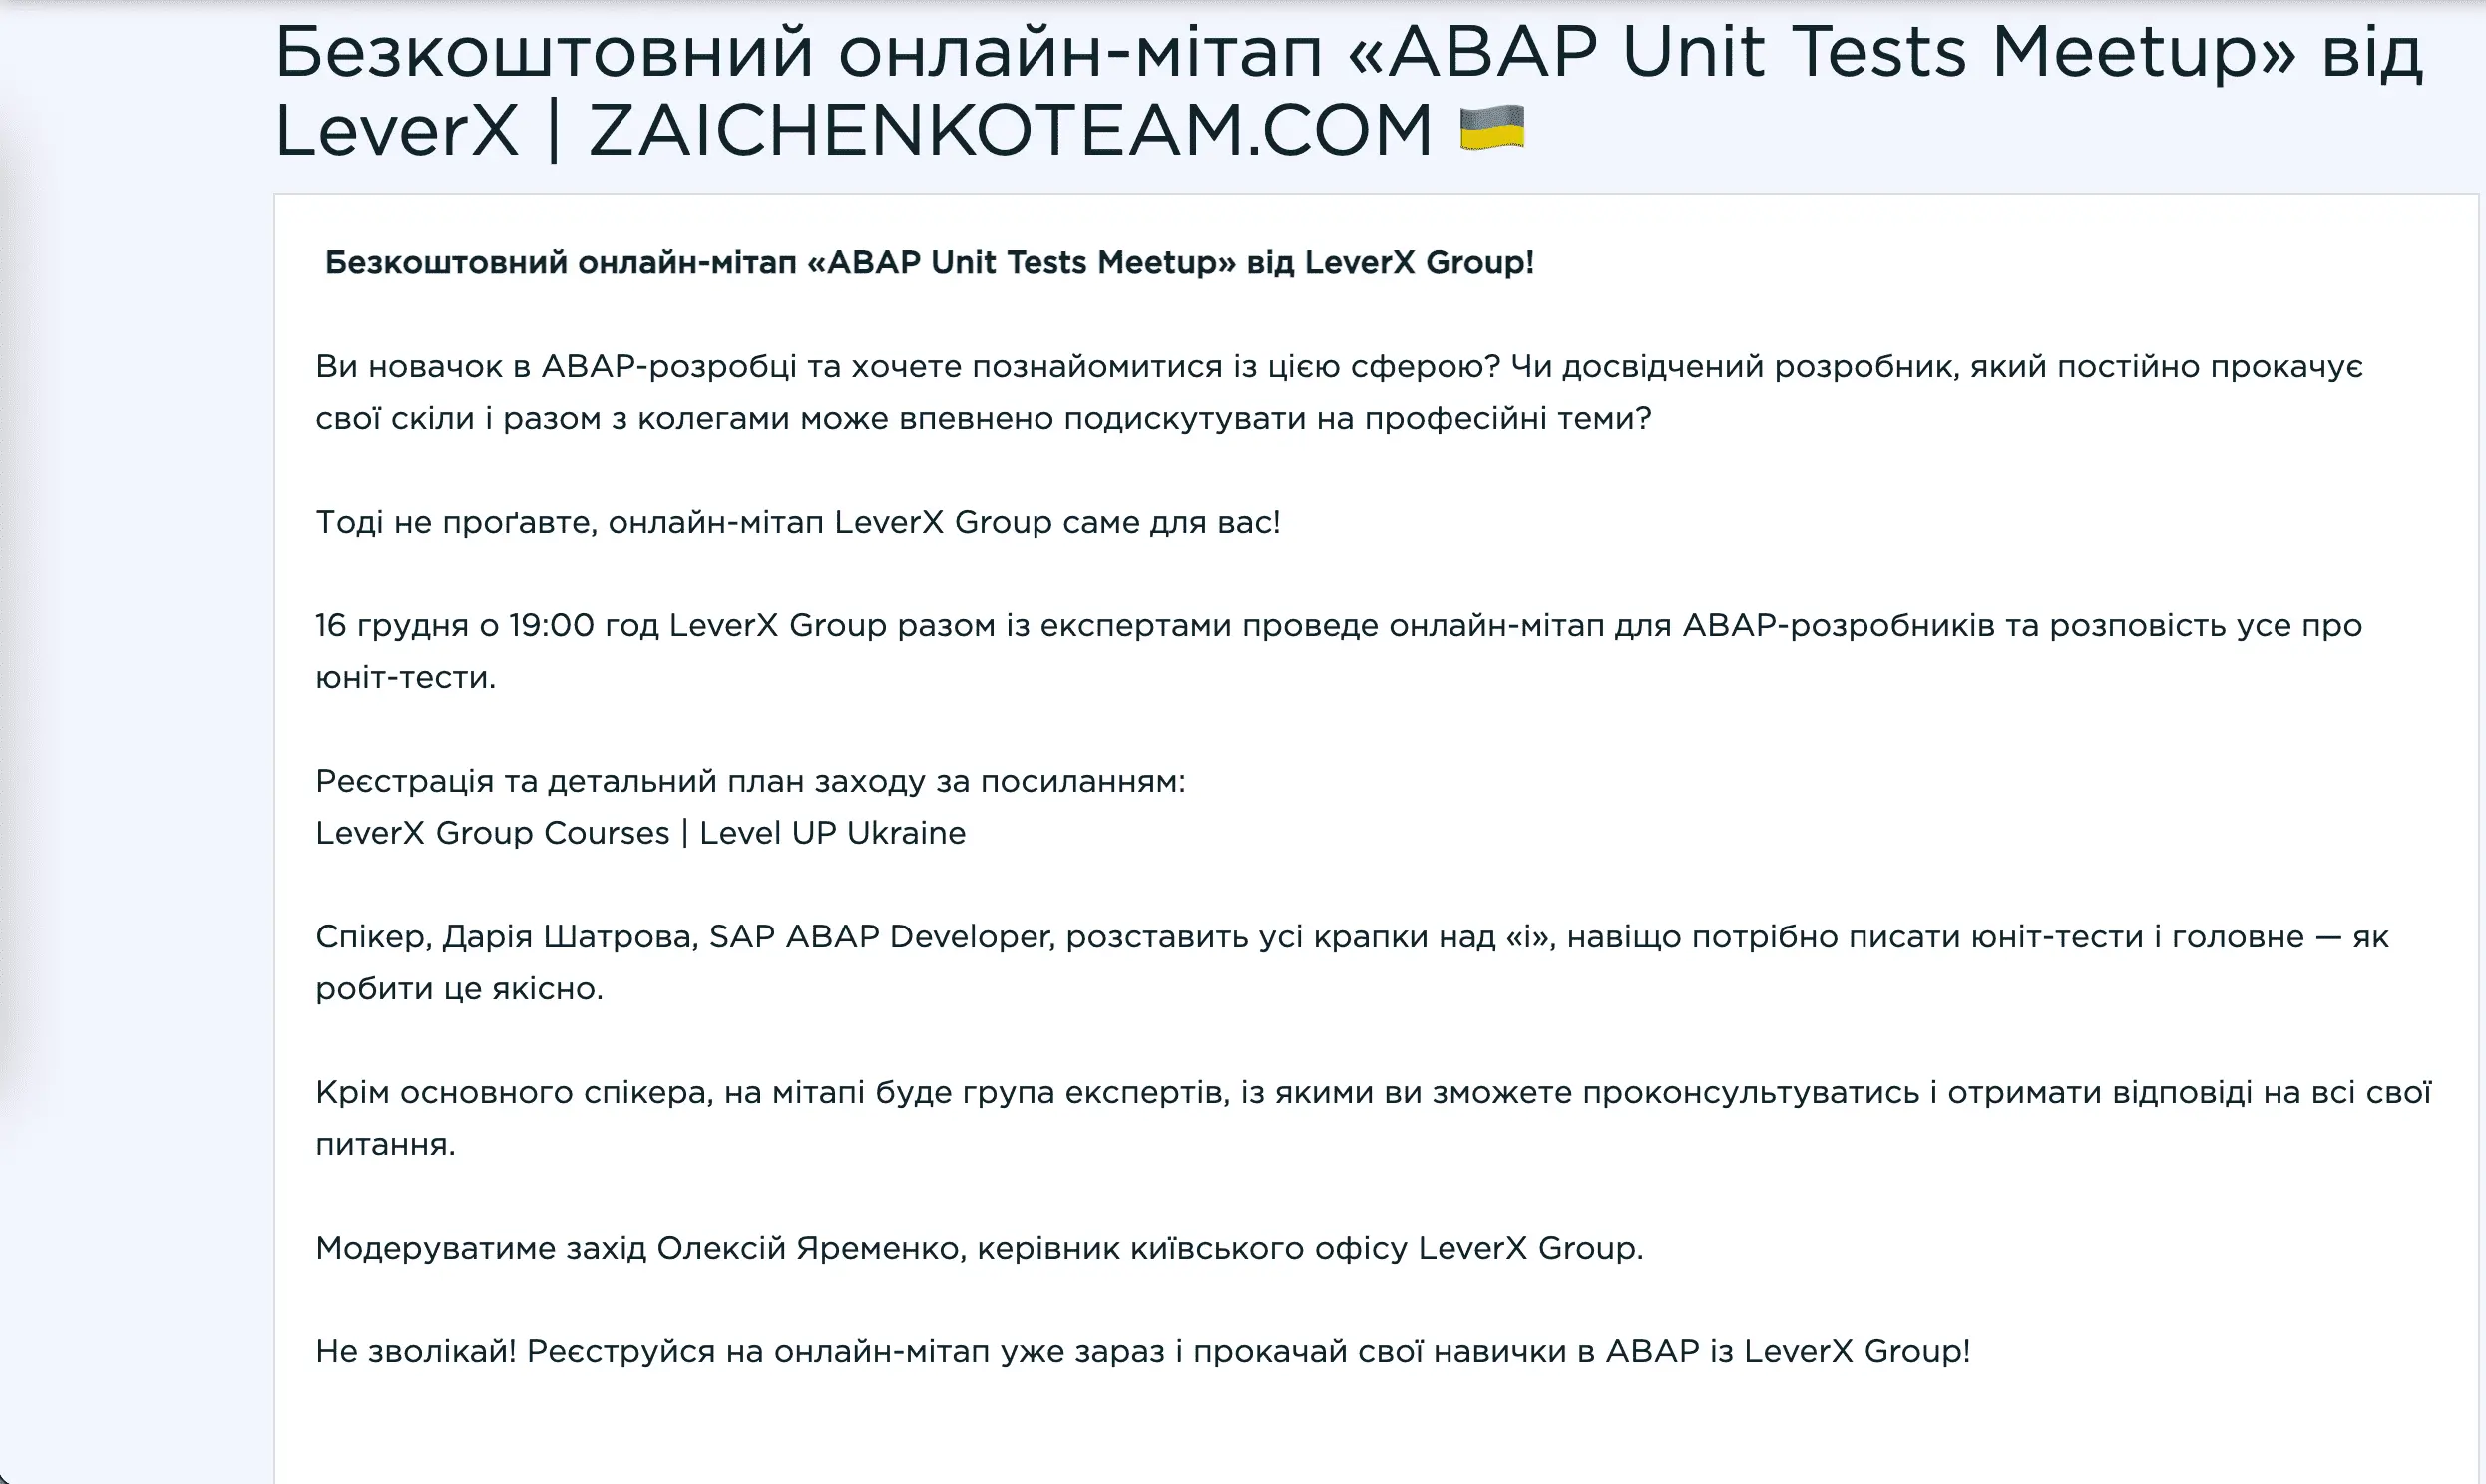 Безкоштовний онлайн-мітап «ABAP Unit Tests Meetup» від
LeverX | ZAICHENKOTEAM.COM
Безкоштовний онлайн-мітап «ABAP Unit Tests Meetup» від LeverX Group!
Ви новачок в АВАР-розробці та хочете познайомитися із цією сферою? Чи досвідчений розробник, який постійно прокачує
свої скіли і разом з колегами може впевнено подискутувати на професійні теми?
Тоді не проґавте, онлайн-мітап LeverX Group саме для вас!
16 грудня о 19:00 год LeverX Group разом із експертами проведе онлайн-мітап для АВАР-розробників та розповість усе про
юніт-тести.
Реєстрація та детальний план заходу за посиланням:
LeverX Group Courses | Level UP Ukraine
Спікер, Дарія Шатрова, SAP ABAP Developer, розставить усі крапки над «і», навіщо потрібно писати юніт-тести і головне — як
робити це якісно.
Крім основного спікера, на мітапі буде група експертів, із якими ви зможете проконсультуватись і отримати відповіді на всі свої
питання.
Модеруватиме захід Олексій Яременко, керівник київського офісу LeverX Group.
Не зволікай! Реєструйся на онлайн-мітап уже зараз і прокачай свої навички в ABAP із LeverX Group!